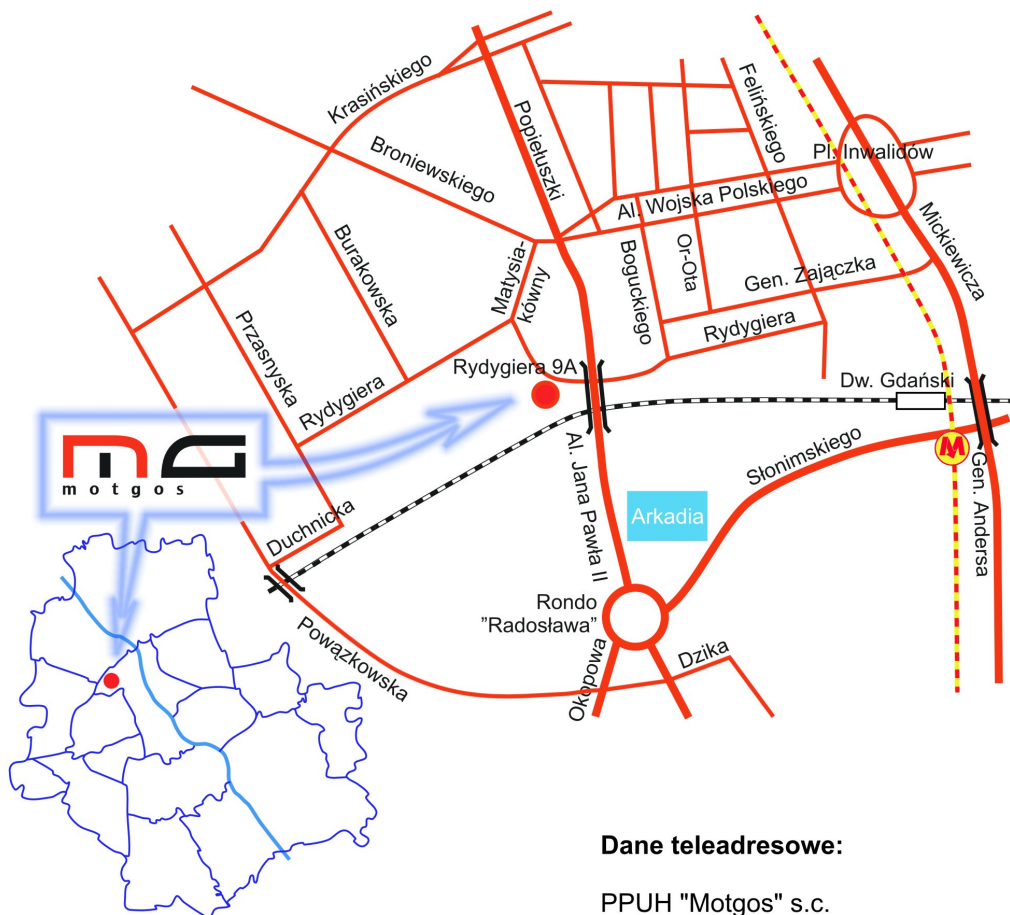 Krasińskiego
Popiełuszki
Felińskiego
Broniewskiego
Pl. Inwalidów
Al. Wojska Polskiego
Mickiewicza
Burakowska
Matysia-
kówny
Boguckiego
Or-Ota
Gen. Zajączka
Rydygiera
Przasnyska
Rydygiera
Rydygiera 9A
Dw. Gdański
MG
motgos
Al. Jana Pawła II
Słonimskiego
M
Gen. Andersa
Arkadia
Duchnicka
Powązkowska
Rondo
"Radosława"
Okopowa
Dzika
Dane teleadresowe:
PPUH "Motgos" s.c.